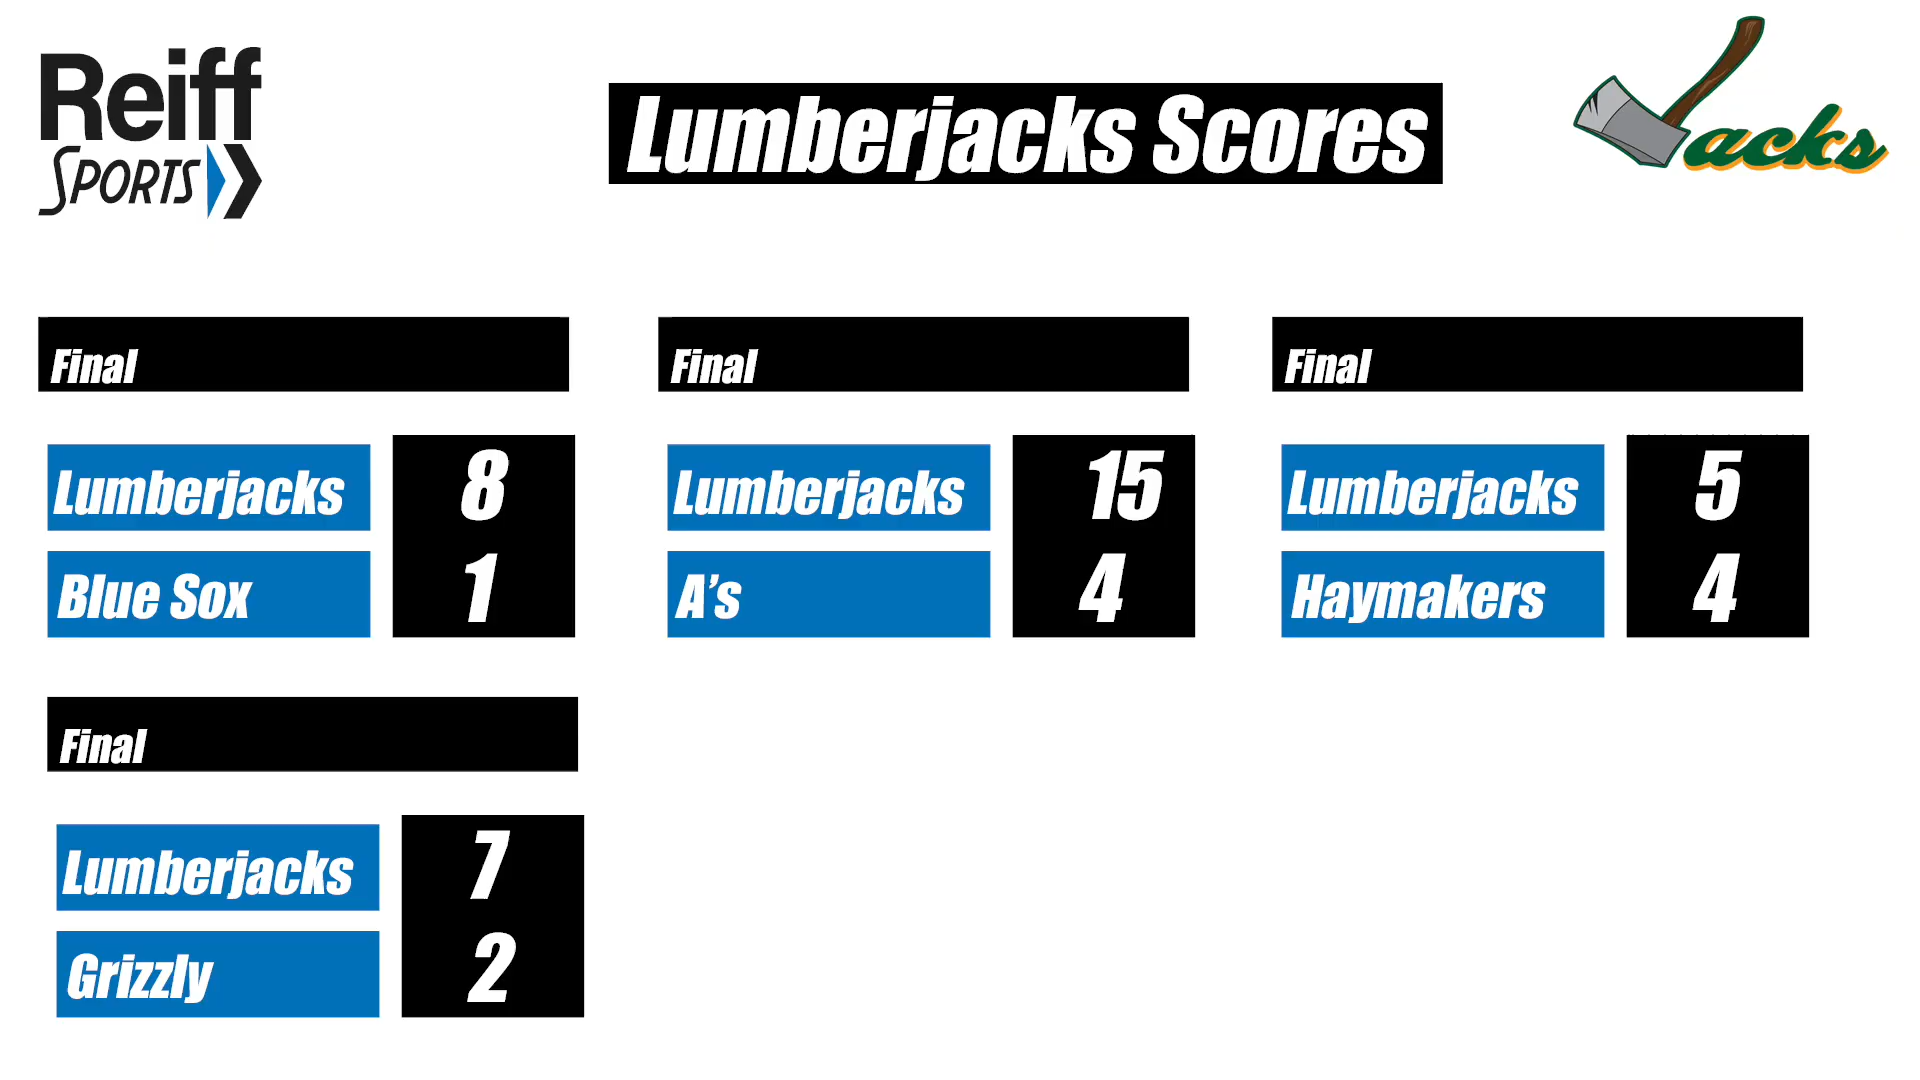 Reiff
SPORTS
Lumberjacks Scores
Jacks
Final
Lumberjacks 8
Blue Sox 1
Final
Lumberjacks 15
A's 4
Final
Lumberjacks 5
Haymakers 4
Final
Lumberjacks 7
Grizzly 2